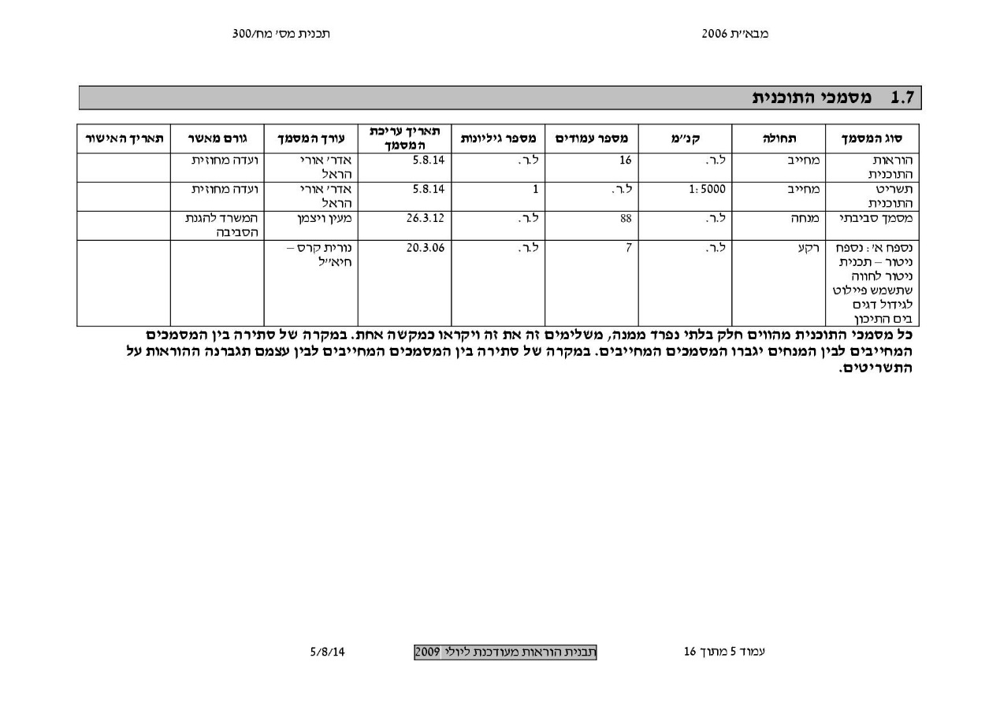 מבא״ת 2006 תכנית מס׳ מח/300
1.7 מסמכי התוכנית
סוג המסמך תחולה קנ״מ מספר עמודים מספר גיליונות תאריך עריכת המסמך עורך המסמך גורם מאשר תאריך האישור
הוראות מחייב ל.ר. 16 ל.ר. 5.8.14 אדר׳ אורי ועדה מחוזית
התוכנית הראל
תשריט מחייב 1:5000 ל.ר. 1 5.8.14 אדר׳ אורי ועדה מחוזית
התוכנית הראל
מסמך סביבתי מנחה ל.ר. 88 ל.ר. 26.3.12 מעין ויצמן המשרד להגנת
הסביבה
נספח א׳: נספח רקע ל.ר. 7 ל.ר. 20.3.06 נורית קרס –
ניטור – תכנית חיא״ל
ניטור לחווה
שתשמש פיילוט
לגידול דגים
בים התיכון
כל מסמכי התוכנית מהווים חלק בלתי נפרד ממנה, משלימים זה את זה ויקראו כמקשה אחת. במקרה של סתירה בין המסמכים
המחייבים לבין המנחים יגברו המסמכים המחייבים. במקרה של סתירה בין המסמכים המחייבים לבין עצמם תגברנה ההוראות על
התשריטים.
עמוד 5 מתוך 16 תבנית הוראות מעודכנת ליולי 2009 5/8/14